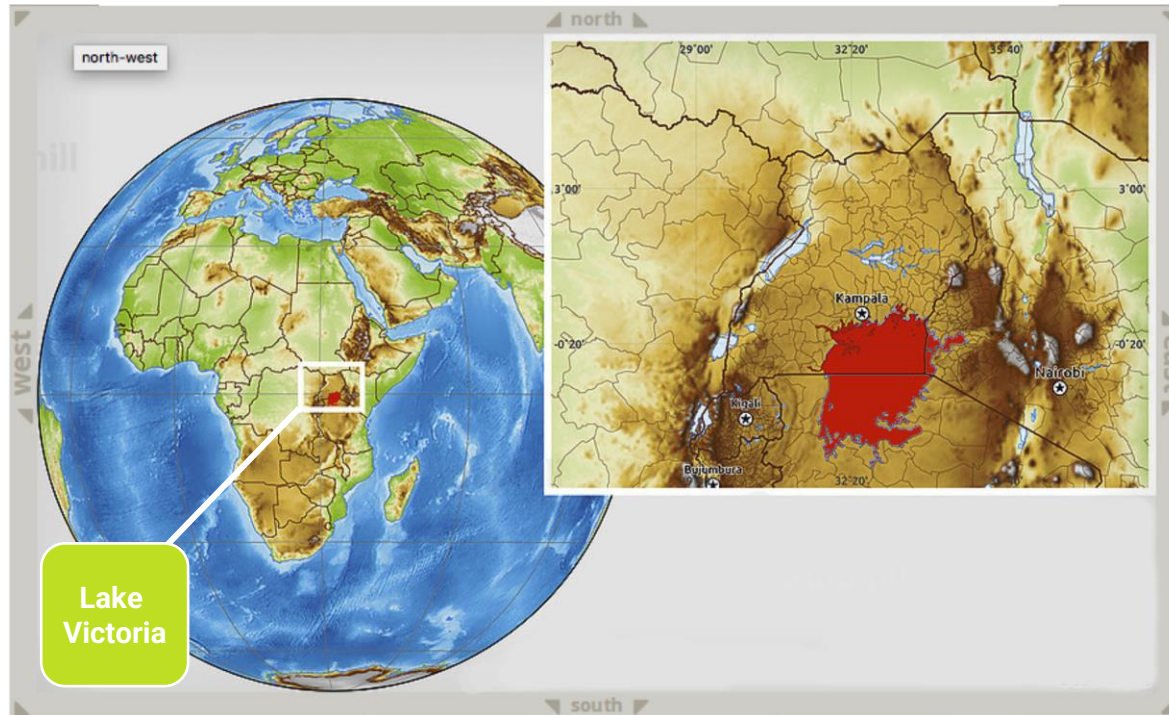 north
north-west
29°00'
32°20'
35°40'
hill
3°00'
3°00'
Kampala
west
-0°20'
-0°20'
Nairobi
Kigali
Bujumbura
32°20'
Lake
Victoria
south